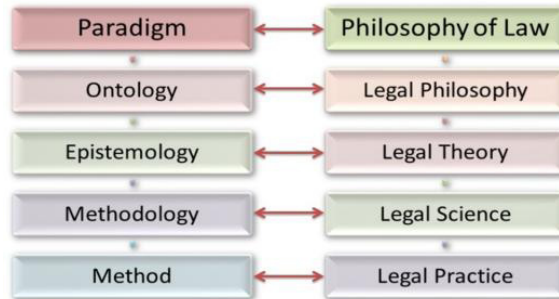 Paradigm
Philosophy of Law
Ontology
Legal Philosophy
Epistemology
Legal Theory
Methodology
Legal Science
Method
Legal Practice